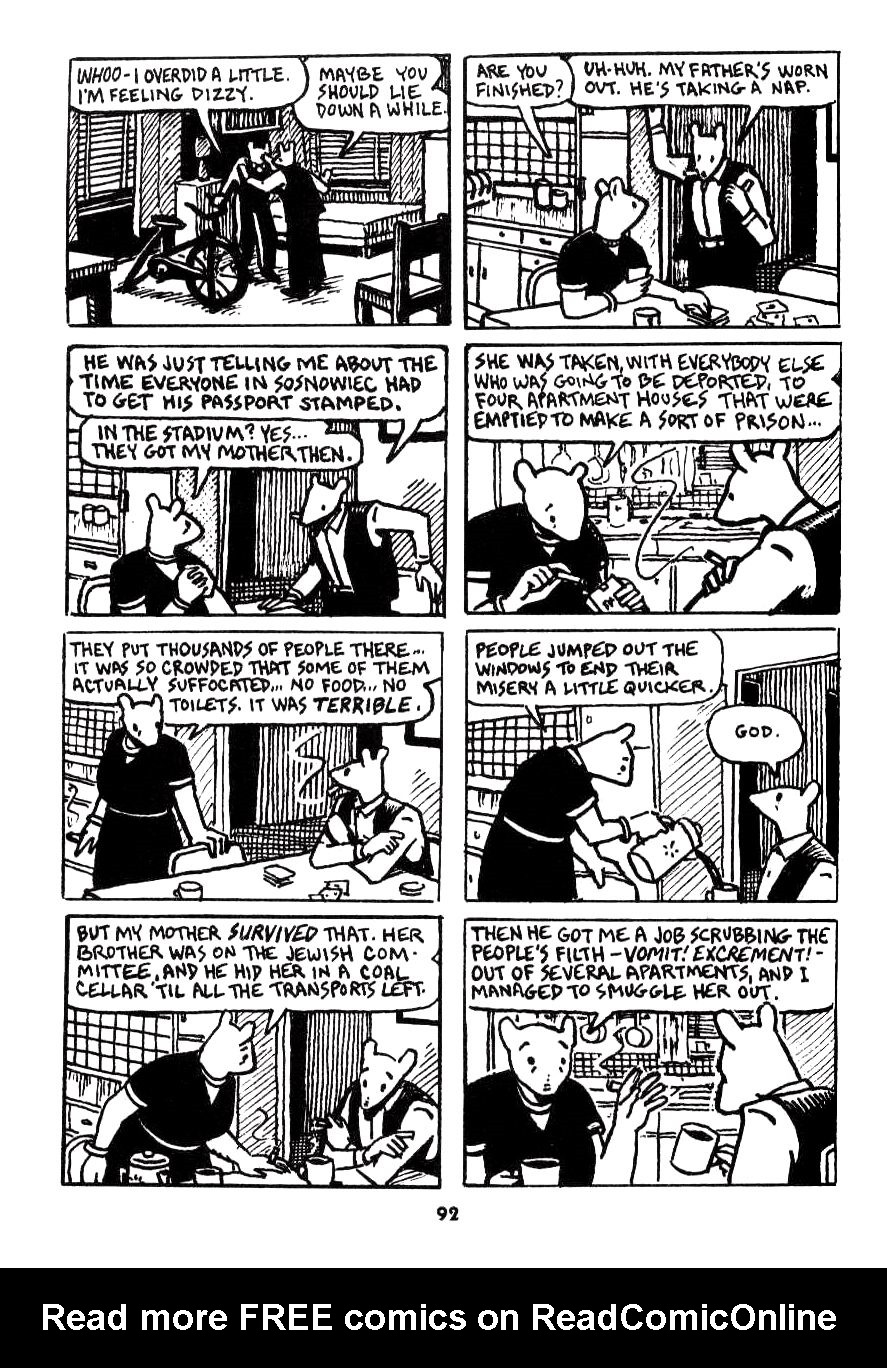 WHOO - I OVERDID A LITTLE.
I'M FEELING DIZZY.
MAYBE YOU
SHOULD LIE
DOWN A WHILE.
ARE YOU
FINISHED?
UH-HUH. MY FATHER'S WORN
OUT. HE'S TAKING A NAP.
HE WAS JUST TELLING ME ABOUT THE
TIME EVERYONE IN SOSNOWIEC HAD
TO GET HIS PASSPORT STAMPED.
IN THE STADIUM? YES...
THEY GOT MY MOTHER THEN.
SHE WAS TAKEN, WITH EVERYBODY ELSE
WHO WAS GOING TO BE DEPORTED, TO
FOUR APARTMENT HOUSES THAT WERE
EMPTIED TO MAKE A SORT OF PRISON...
THEY PUT THOUSANDS OF PEOPLE THERE...
IT WAS SO CROWDED THAT SOME OF THEM
ACTUALLY SUFFOCATED... NO FOOD... NO
TOILETS. IT WAS TERRIBLE.
PEOPLE JUMPED OUT THE
WINDOWS TO END THEIR
MISERY A LITTLE QUICKER.
GOD.
BUT MY MOTHER SURVIVED THAT. HER
BROTHER WAS ON THE JEWISH COM-
MITTEE, AND HE HID HER IN A COAL
CELLAR 'TIL ALL THE TRANSPORTS LEFT.
THEN HE GOT ME A JOB SCRUBBING THE
PEOPLE'S FILTH - VOMIT! EXCREMENT! -
OUT OF SEVERAL APARTMENTS, AND I
MANAGED TO SMUGGLE HER OUT.
92
Read more FREE comics on ReadComicOnline